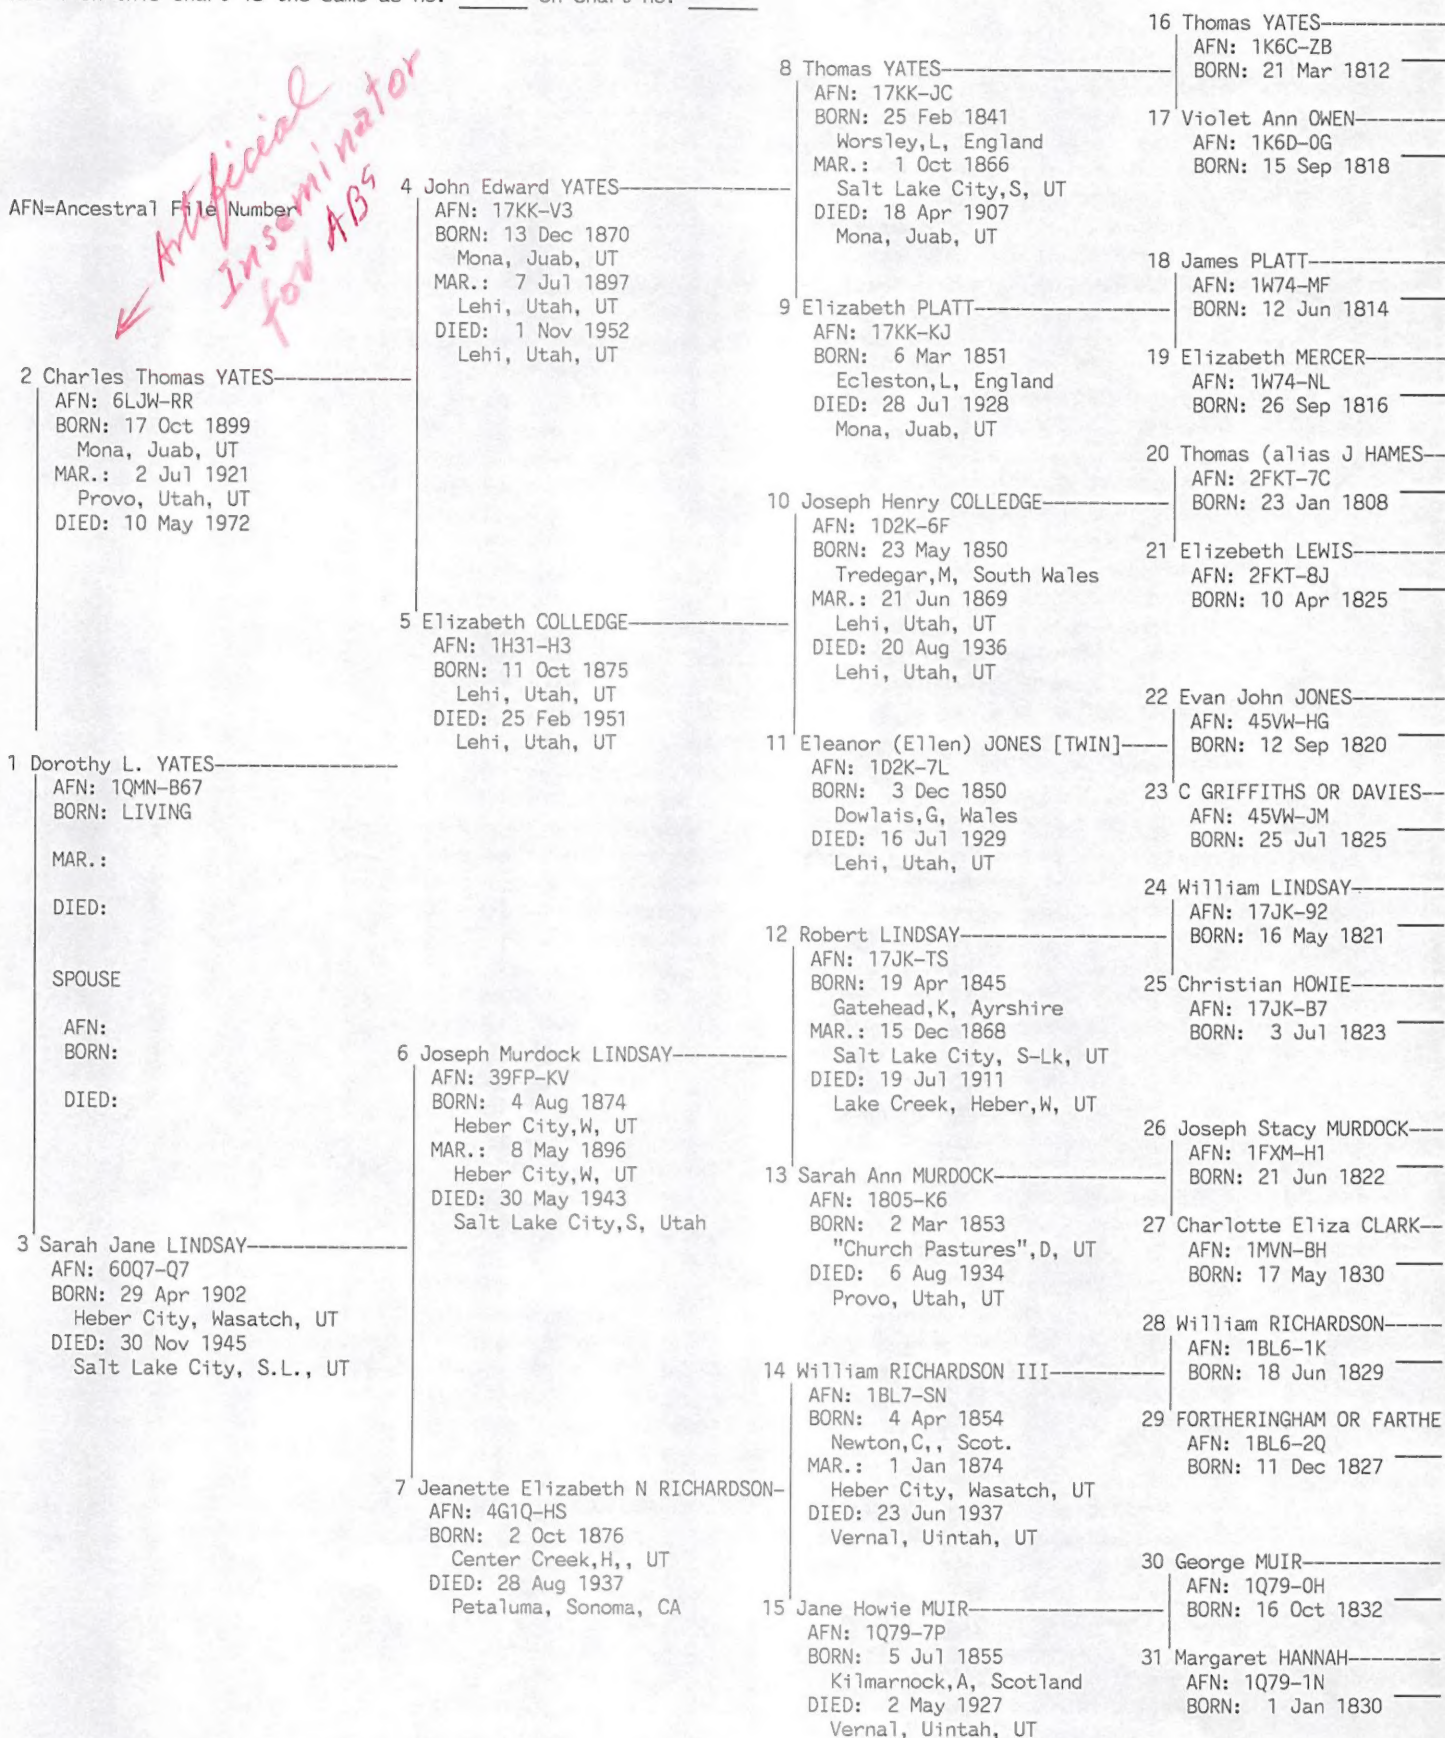 16 Thomas YATES
AFN: 1K6C-ZB
BORN: 21 Mar 1812
8 Thomas YATES
AFN: 17KK-JC
BORN: 25 Feb 1841
Worsley,L, England
MAR.: 1 Oct 1866
Salt Lake City,S, UT
DIED: 18 Apr 1907
Mona, Juab, UT
17 Violet Ann OWEN
AFN: 1K6D-0G
BORN: 15 Sep 1818
Artificial
Inseminator
for ABS
AFN=Ancestral File Number
4 John Edward YATES
AFN: 17KK-V3
BORN: 13 Dec 1870
Mona, Juab, UT
MAR.: 7 Jul 1897
Lehi, Utah, UT
DIED: 1 Nov 1952
Lehi, Utah, UT
18 James PLATT
AFN: 1W74-MF
BORN: 12 Jun 1814
9 Elizabeth PLATT
AFN: 17KK-KJ
BORN: 6 Mar 1851
Ecleston,L, England
DIED: 28 Jul 1928
Mona, Juab, UT
19 Elizabeth MERCER
AFN: 1W74-NL
BORN: 26 Sep 1816
2 Charles Thomas YATES
AFN: 6LJW-RR
BORN: 17 Oct 1899
Mona, Juab, UT
MAR.: 2 Jul 1921
Provo, Utah, UT
DIED: 10 May 1972
20 Thomas (alias J HAMES
AFN: 2FKT-7C
BORN: 23 Jan 1808
10 Joseph Henry COLLEDGE
AFN: 1D2K-6F
BORN: 23 May 1850
Tredegar,M, South Wales
MAR.: 21 Jun 1869
Lehi, Utah, UT
DIED: 20 Aug 1936
Lehi, Utah, UT
21 Elizebeth LEWIS
AFN: 2FKT-8J
BORN: 10 Apr 1825
5 Elizabeth COLLEDGE
AFN: 1H31-H3
BORN: 11 Oct 1875
Lehi, Utah, UT
DIED: 25 Feb 1951
Lehi, Utah, UT
22 Evan John JONES
AFN: 45VW-HG
BORN: 12 Sep 1820
11 Eleanor (Ellen) JONES [TWIN]
AFN: 1D2K-7L
BORN: 3 Dec 1850
Dowlais,G, Wales
DIED: 16 Jul 1929
Lehi, Utah, UT
23 C GRIFFITHS OR DAVIES
AFN: 45VW-JM
BORN: 25 Jul 1825
1 Dorothy L. YATES
AFN: 1QMN-B67
BORN: LIVING
MAR.:
DIED:
SPOUSE
AFN:
BORN:
DIED:
24 William LINDSAY
AFN: 17JK-92
BORN: 16 May 1821
12 Robert LINDSAY
AFN: 17JK-TS
BORN: 19 Apr 1845
Gatehead,K, Ayrshire
MAR.: 15 Dec 1868
Salt Lake City, S-Lk, UT
DIED: 19 Jul 1911
Lake Creek, Heber,W, UT
25 Christian HOWIE
AFN: 17JK-B7
BORN: 3 Jul 1823
6 Joseph Murdock LINDSAY
AFN: 39FP-KV
BORN: 4 Aug 1874
Heber City,W, UT
MAR.: 8 May 1896
Heber City,W, UT
DIED: 30 May 1943
Salt Lake City,S, Utah
26 Joseph Stacy MURDOCK
AFN: 1FXM-H1
BORN: 21 Jun 1822
13 Sarah Ann MURDOCK
AFN: 1805-K6
BORN: 2 Mar 1853
"Church Pastures",D, UT
DIED: 6 Aug 1934
Provo, Utah, UT
27 Charlotte Eliza CLARK
AFN: 1MVN-BH
BORN: 17 May 1830
3 Sarah Jane LINDSAY
AFN: 60Q7-Q7
BORN: 29 Apr 1902
Heber City, Wasatch, UT
DIED: 30 Nov 1945
Salt Lake City, S.L., UT
28 William RICHARDSON
AFN: 1BL6-1K
BORN: 18 Jun 1829
14 William RICHARDSON III
AFN: 1BL7-SN
BORN: 4 Apr 1854
Newton,C,, Scot.
MAR.: 1 Jan 1874
Heber City, Wasatch, UT
DIED: 23 Jun 1937
Vernal, Uintah, UT
29 FORTHERINGHAM OR FARTHE
AFN: 1BL6-2Q
BORN: 11 Dec 1827
7 Jeanette Elizabeth N RICHARDSON
AFN: 4G1Q-HS
BORN: 2 Oct 1876
Center Creek,H,, UT
DIED: 28 Aug 1937
Petaluma, Sonoma, CA
30 George MUIR
AFN: 1Q79-0H
BORN: 16 Oct 1832
15 Jane Howie MUIR
AFN: 1Q79-7P
BORN: 5 Jul 1855
Kilmarnock,A, Scotland
DIED: 2 May 1927
Vernal, Uintah, UT
31 Margaret HANNAH
AFN: 1Q79-1N
BORN: 1 Jan 1830